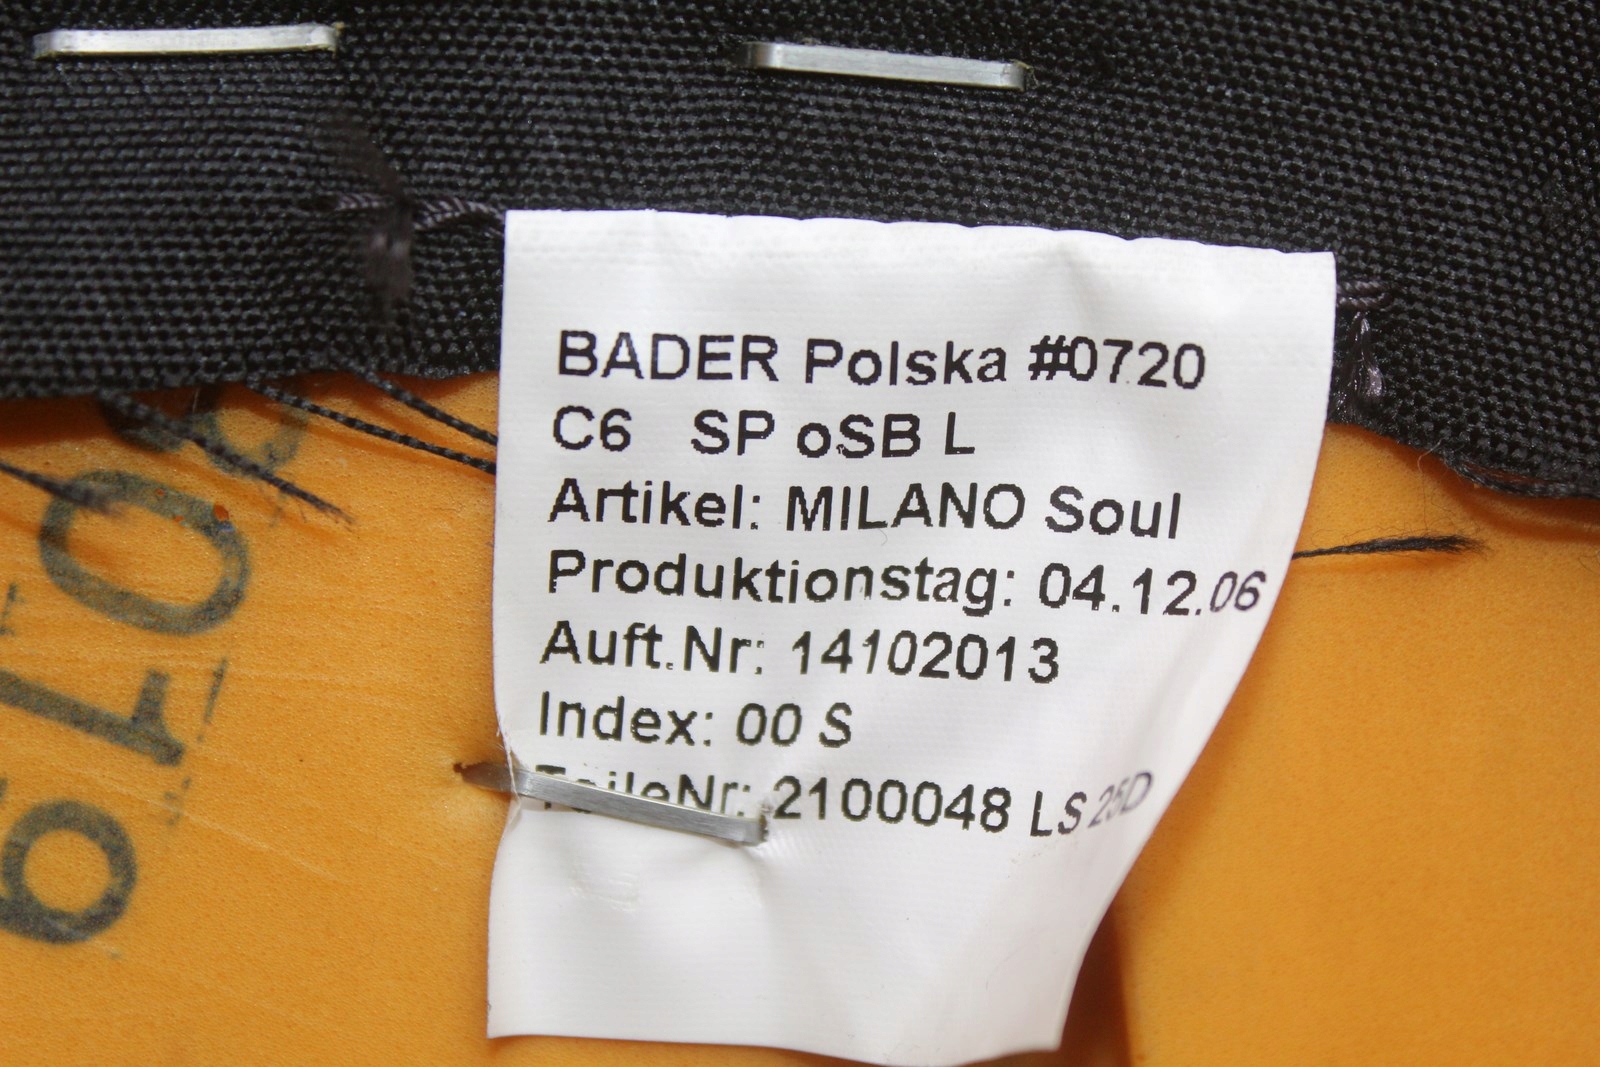 BADER Polska #0720
C6 SP oSB L
Artikel: MILANO Soul
Produktionstag: 04.12.06
Auft.Nr: 14102013
Index: 00 S
TeileNr: 2100048 LS 25D